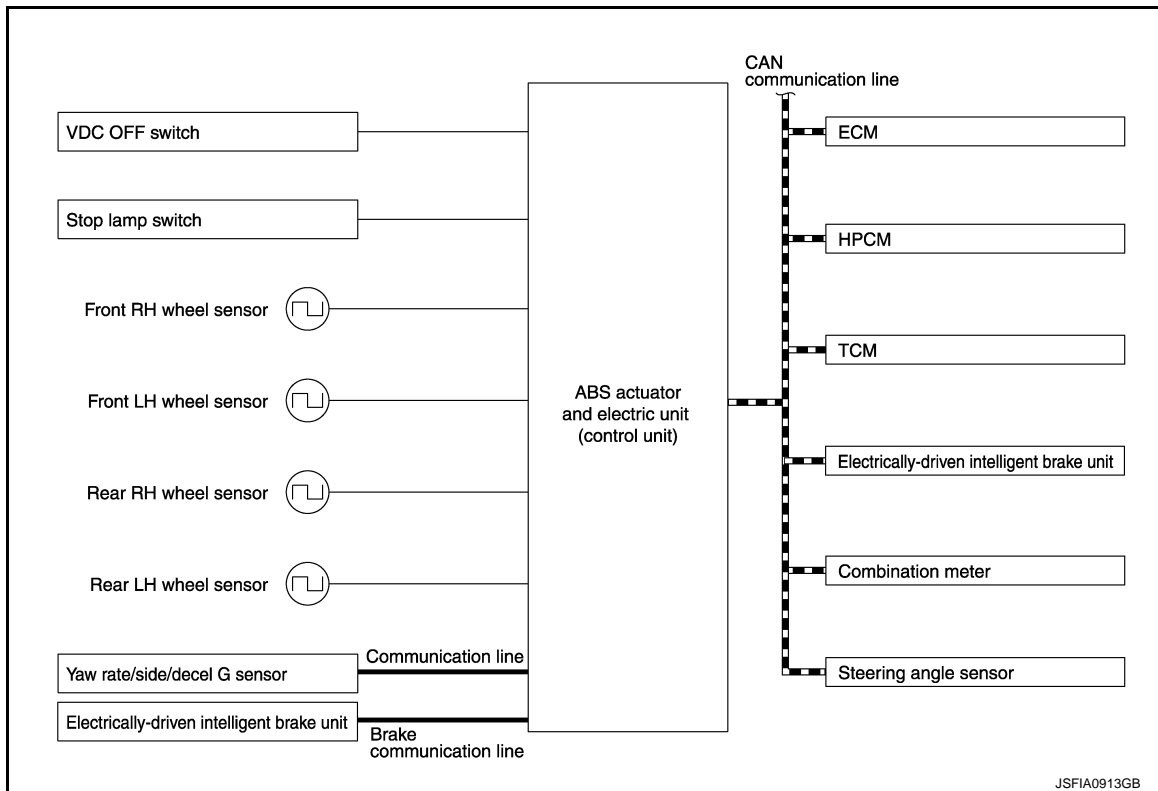 VDC OFF switch
Stop lamp switch
Front RH wheel sensor
Front LH wheel sensor
Rear RH wheel sensor
Rear LH wheel sensor
Yaw rate/side/decel G sensor
Communication line
Electrically-driven intelligent brake unit
Brake
communication line
ABS actuator
and electric unit
(control unit)
CAN
communication line
ECM
HPCM
TCM
Electrically-driven intelligent brake unit
Combination meter
Steering angle sensor
JSFIA0913GB